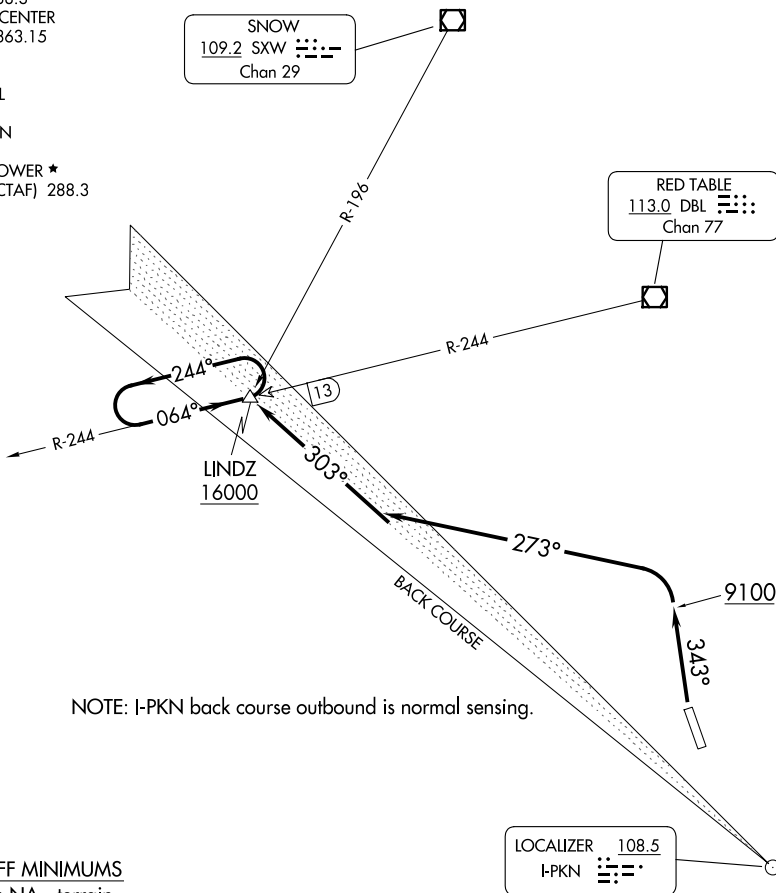 CENTER
363.15
SNOW
109.2 SXW
Chan 29
OWER ★
CTAF) 288.3
R-196
RED TABLE
113.0 DBL
Chan 77
R-244
13
244°
064°
R-244
LINDZ
16000
303°
273°
9100
343°
BACK COURSE
NOTE: I-PKN back course outbound is normal sensing.
LOCALIZER 108.5
I-PKN
FF MINIMUMS